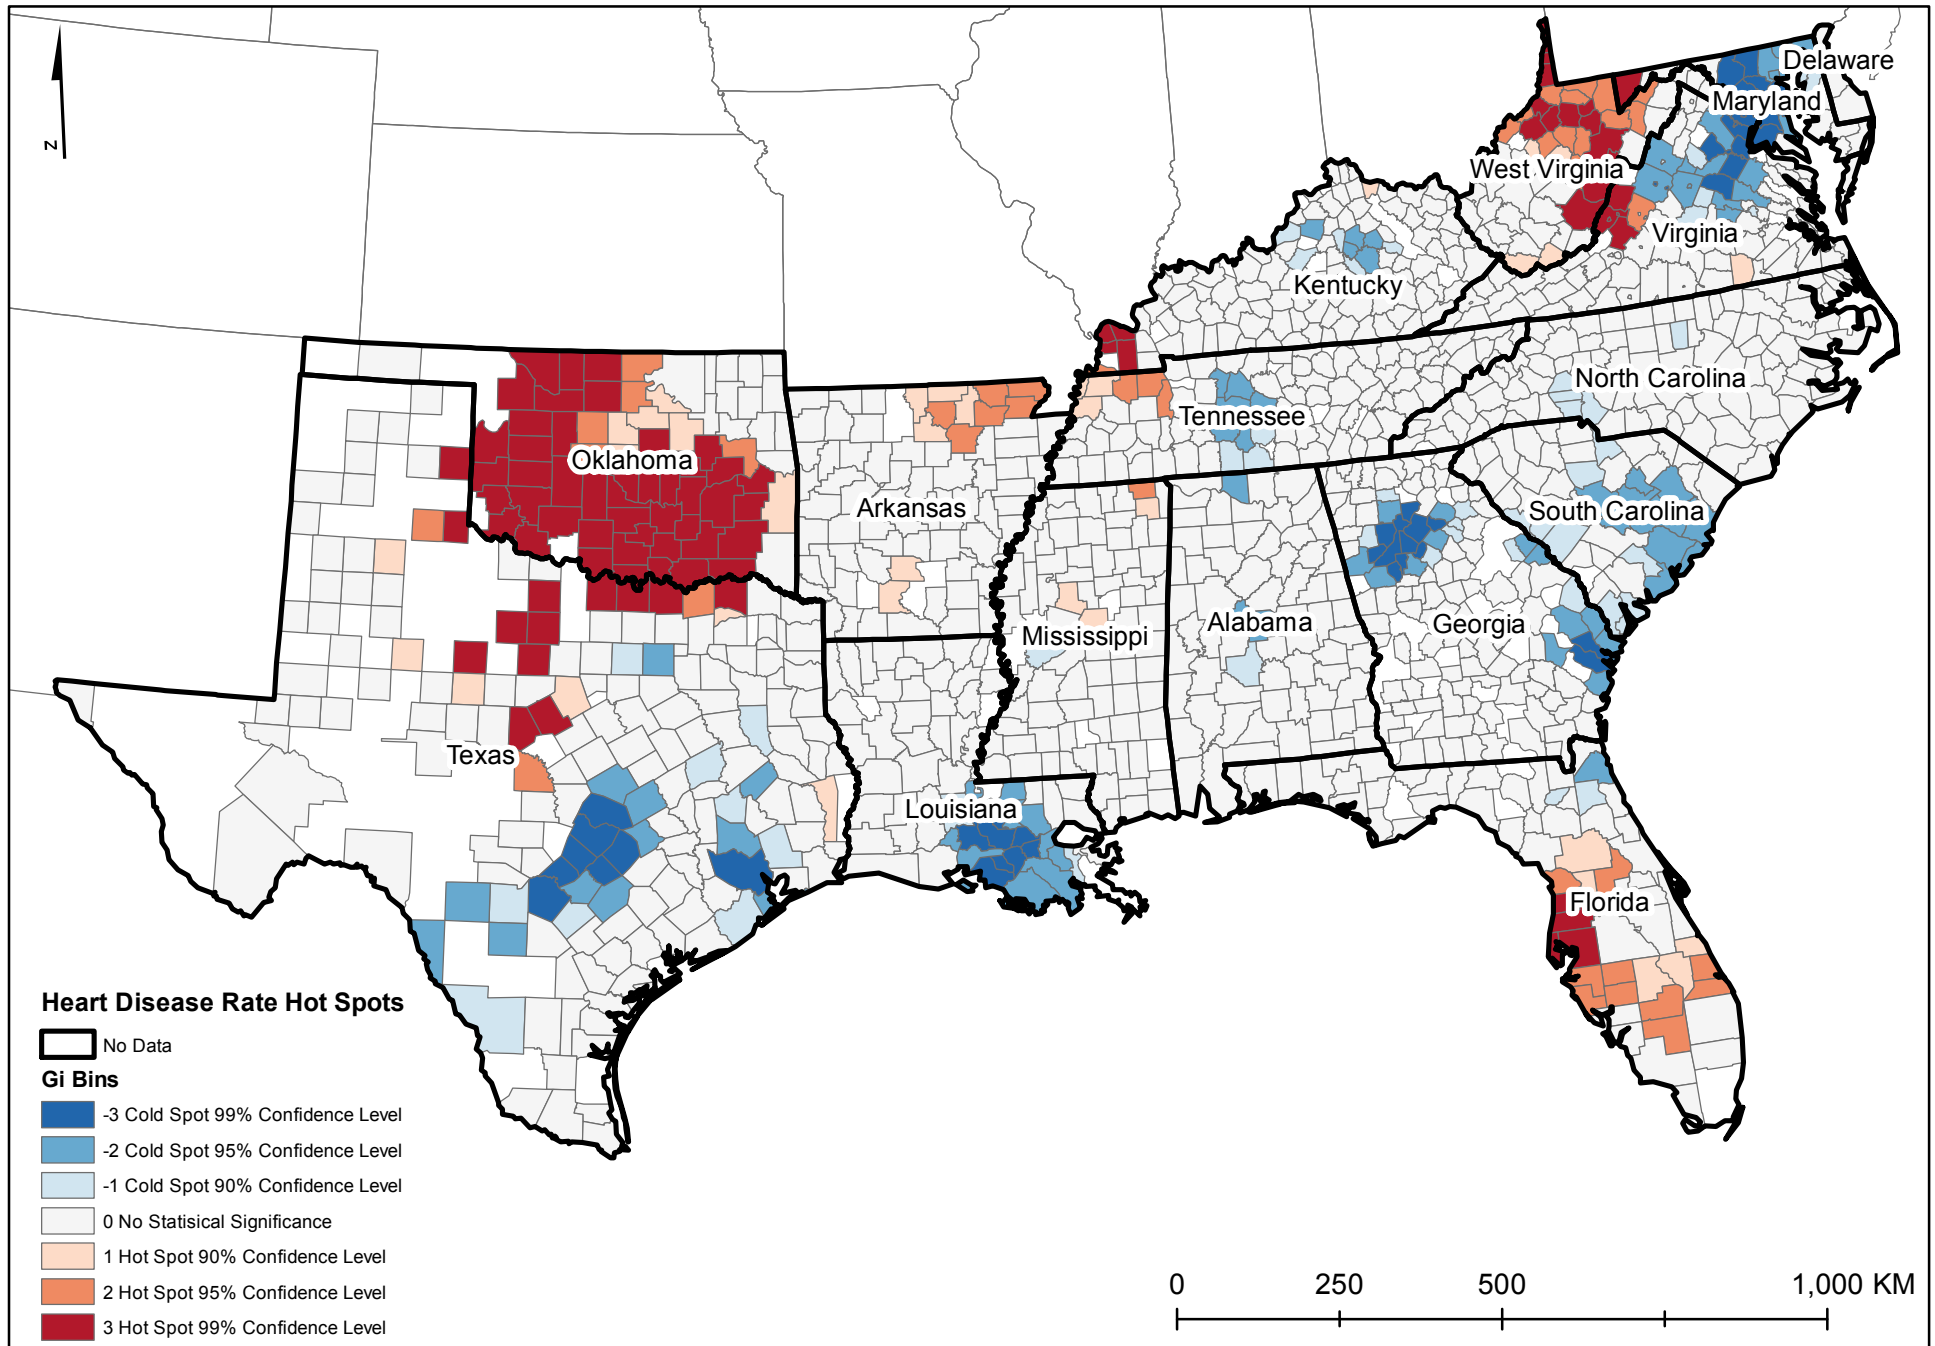 Delaware
Maryland
z
West Virginia
Virginia
Kentucky
North Carolina
Tennessee
Oklahoma
Arkansas
South Carolina
Mississippi
Alabama
Georgia
Texas
Louisiana
Florida
Heart Disease Rate Hot Spots
No Data
Gi Bins
-3 Cold Spot 99% Confidence Level
-2 Cold Spot 95% Confidence Level
-1 Cold Spot 90% Confidence Level
0 No Statisical Significance
1 Hot Spot 90% Confidence Level
2 Hot Spot 95% Confidence Level
3 Hot Spot 99% Confidence Level
0 250 500 1,000 KM